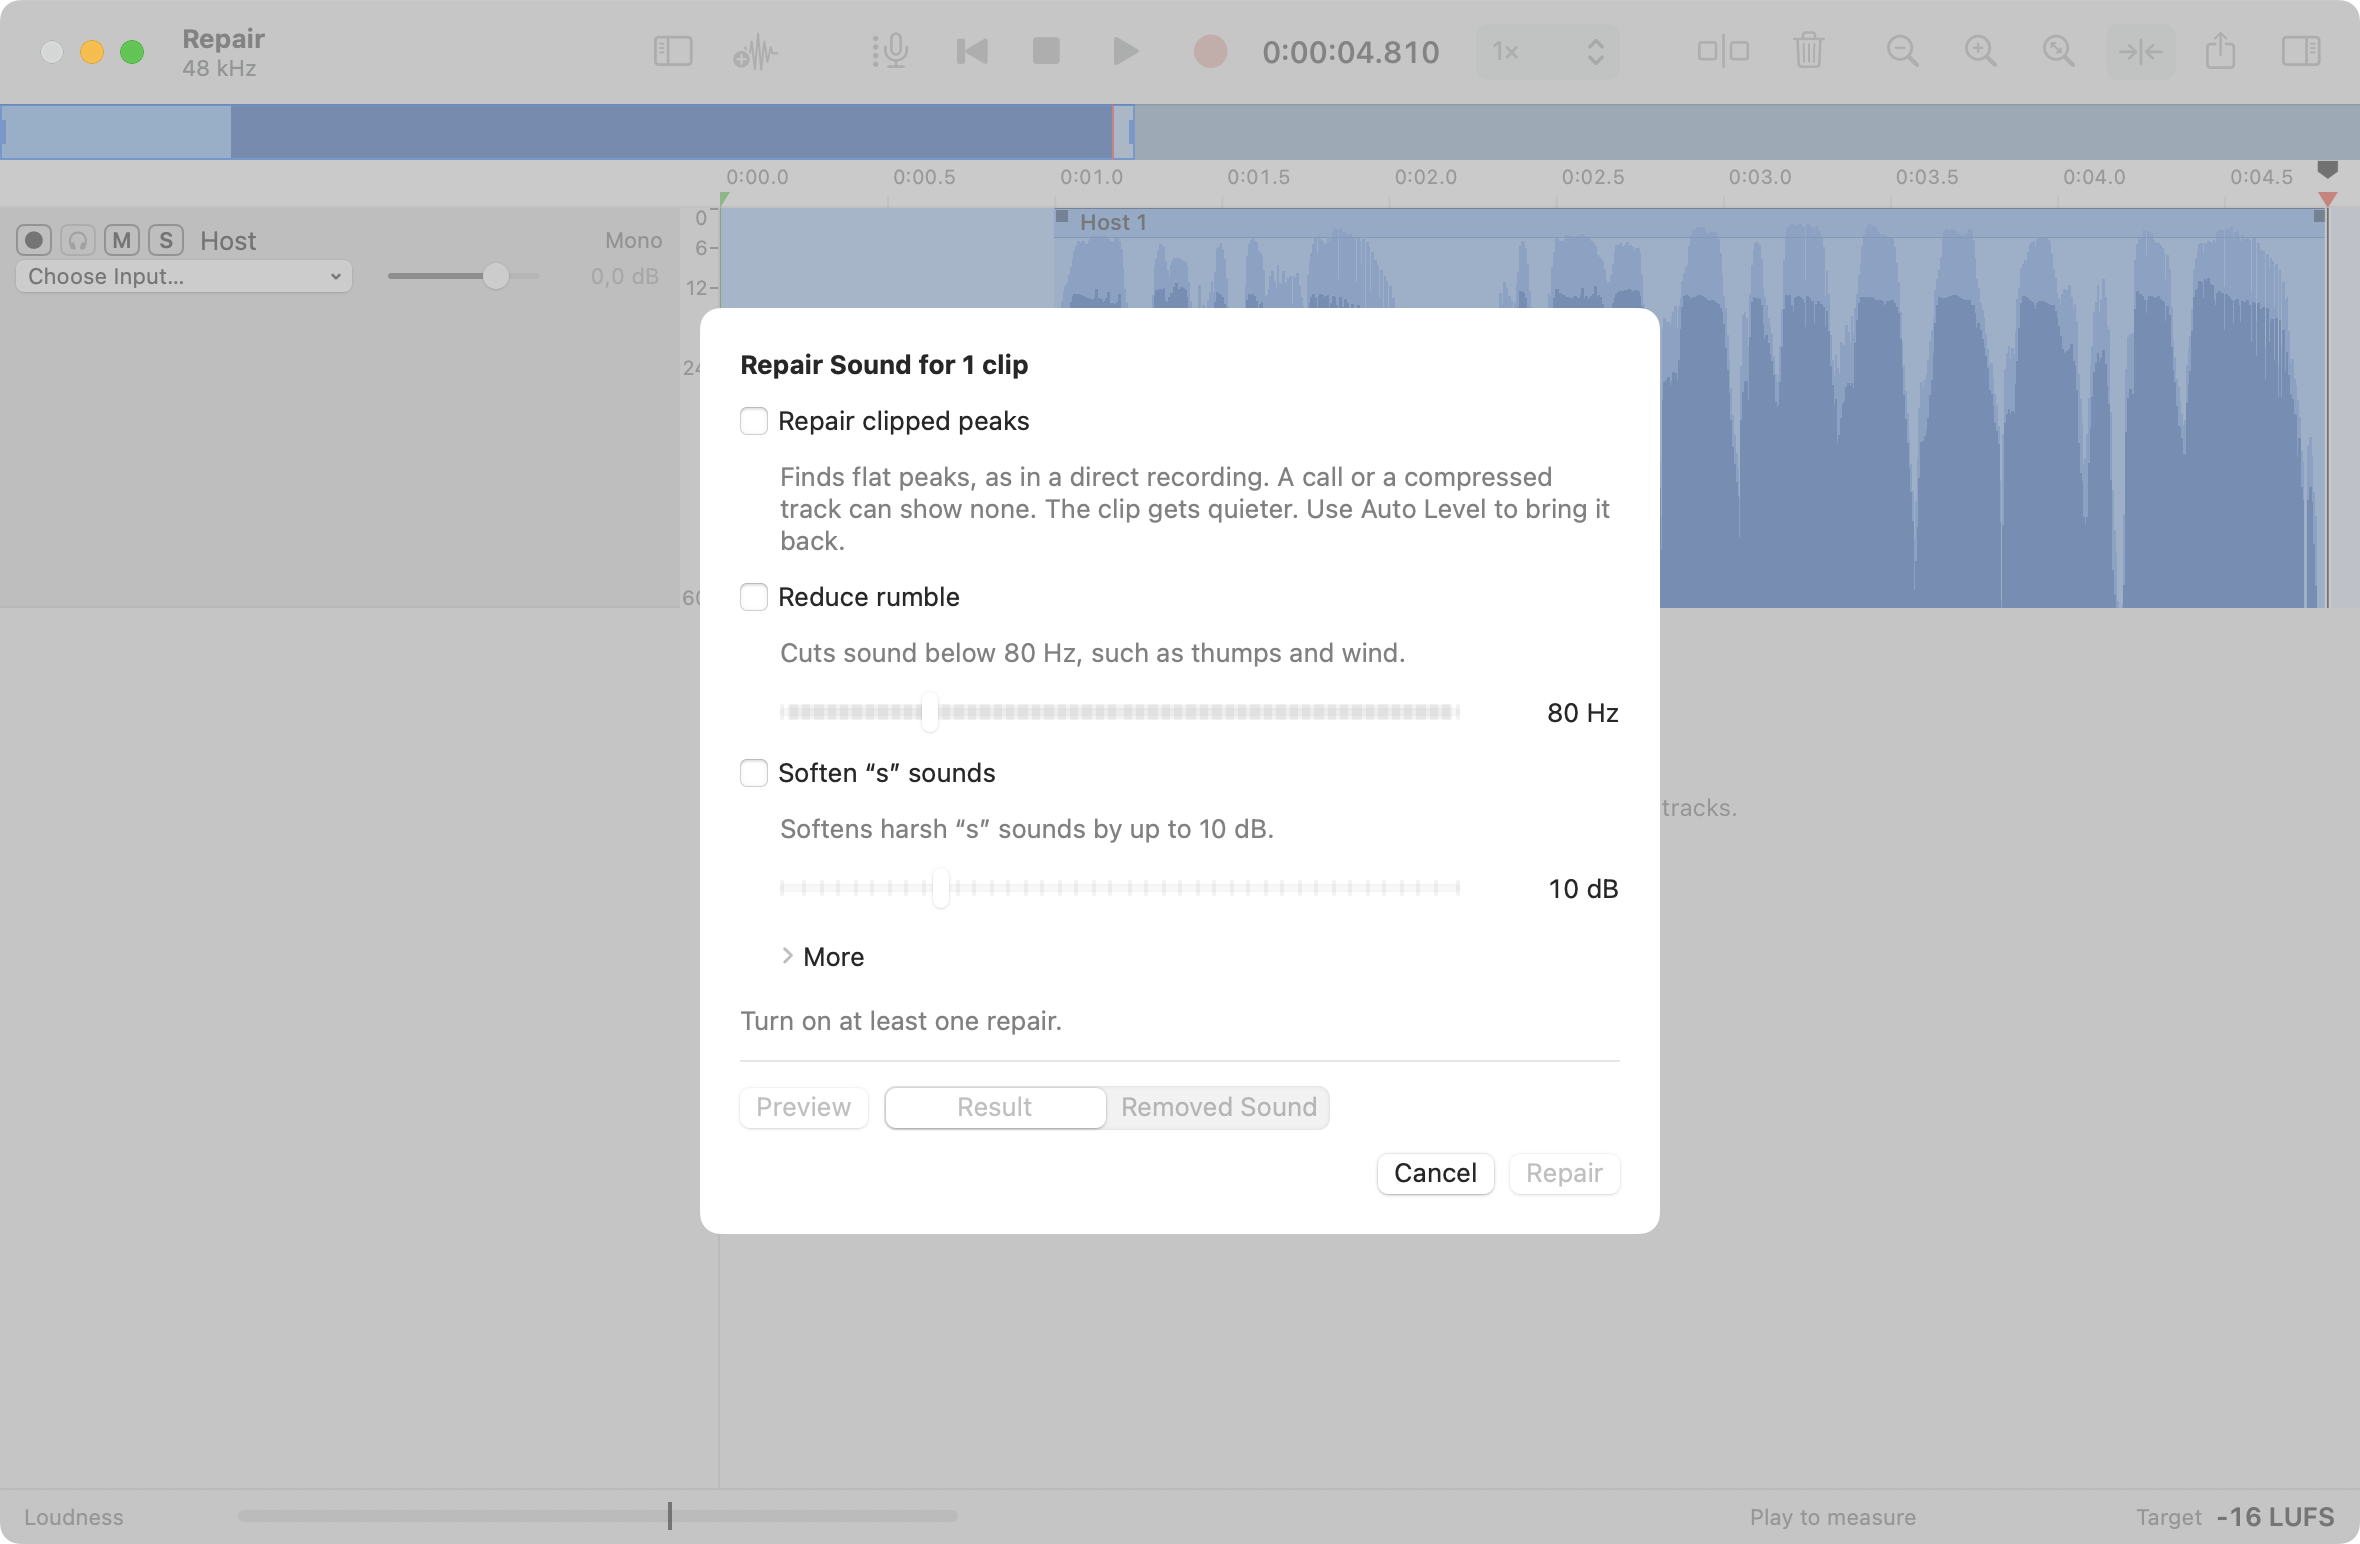 Repair
48 kHz
0:00:04.810
1×
0:00.0
0:00.5
0:01.0
0:01.5
0:02.0
0:02.5
0:03.0
0:03.5
0:04.0
0:04.5
M
S
Host
Mono
Choose Input...
0,0 dB
0
6
12
Host 1
Repair Sound for 1 clip
Repair clipped peaks
Finds flat peaks, as in a direct recording. A call or a compressed
track can show none. The clip gets quieter. Use Auto Level to bring it
back.
Reduce rumble
Cuts sound below 80 Hz, such as thumps and wind.
80 Hz
Soften “s” sounds
tracks.
Softens harsh “s” sounds by up to 10 dB.
10 dB
More
Turn on at least one repair.
Preview
Result
Removed Sound
Cancel
Repair
Loudness
Play to measure
Target -16 LUFS